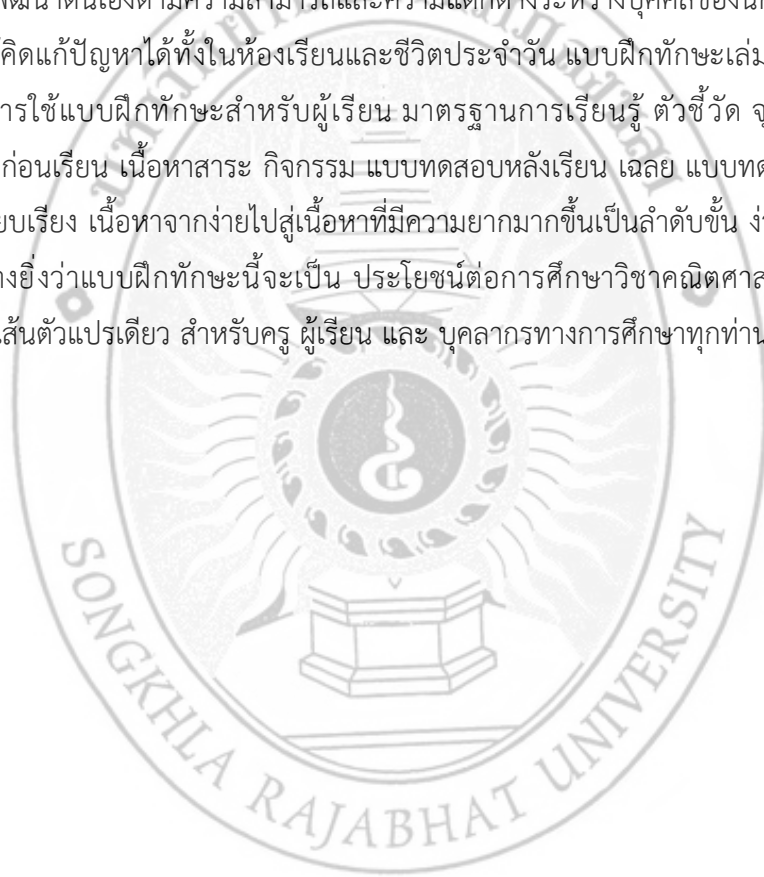 พัฒนาตนเองตามความสามารถและความแตกต่างระหว่างบุคคลของ
คิดแก้ปัญหาได้ทั้งในห้องเรียนและชีวิตประจำวัน แบบฝึกทักษะเล่ม
ารใช้แบบฝึกทักษะสำหรับผู้เรียน มาตรฐานการเรียนรู้ ตัวชี้วัด จุ
ก่อนเรียน เนื้อหาสาระ กิจกรรม แบบทดสอบหลังเรียน เฉลย แบบทด
ยบเรียง เนื้อหาจากง่ายไปสู่เนื้อหาที่มีความยากมากขึ้นเป็นลำดับขั้น ง่า
างยิ่งว่าแบบฝึกทักษะนี้จะเป็น ประโยชน์ต่อการศึกษาวิชาคณิตศาส
เส้นตัวแปรเดียว สำหรับครู ผู้เรียน และ บุคลากรทางการศึกษาทุกท่าน
SONGKHLA RAJABHAT UNIVERSITY